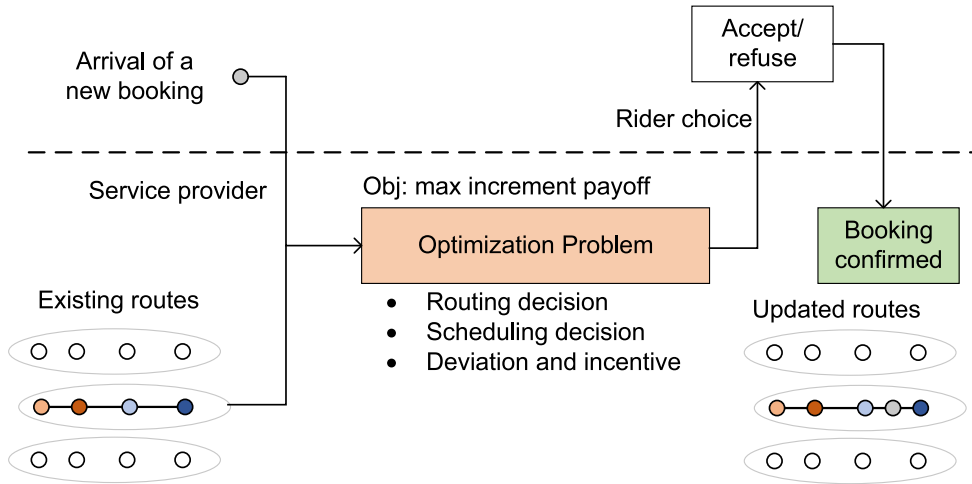 Accept/
refuse
Arrival of a
new booking
Rider choice
Service provider
Obj: max increment payoff
Optimization Problem
Booking
confirmed
Existing routes
• Routing decision
• Scheduling decision
• Deviation and incentive
Updated routes